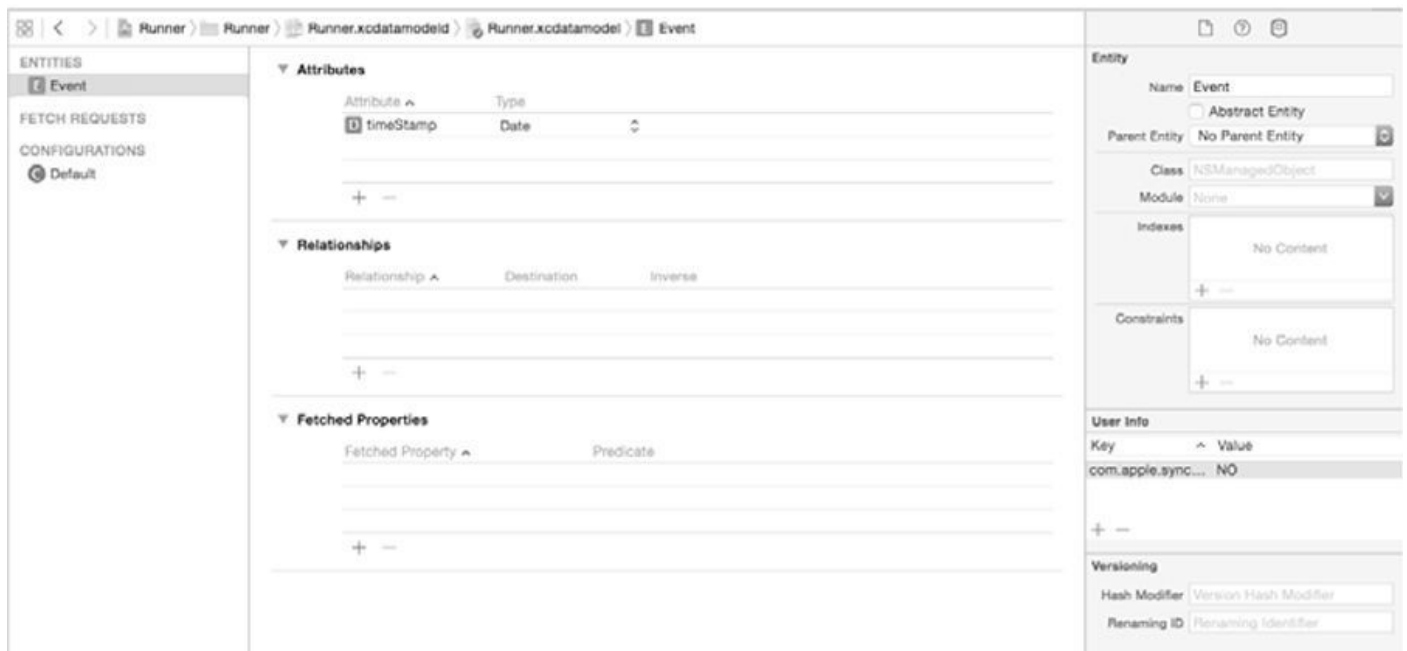 Runner Runner Runner.xcdatamodeld Runner.xcdatamodel E Event
ENTITIES
E Event
FETCH REQUESTS
CONFIGURATIONS
C Default
Attributes
Attribute Type
timeStamp Date
+ −
Relationships
Relationship Destination Inverse
+ −
Fetched Properties
Fetched Property Predicate
+ −
Entity
Name Event
Abstract Entity
Parent Entity No Parent Entity
Class NSManagedObject
Module None
Indexes
No Content
+ −
Constraints
No Content
+ −
User Info
Key Value
com.apple.sync... NO
+ −
Versioning
Hash Modifier Version Hash Modifier
Renaming ID Renaming Identifier